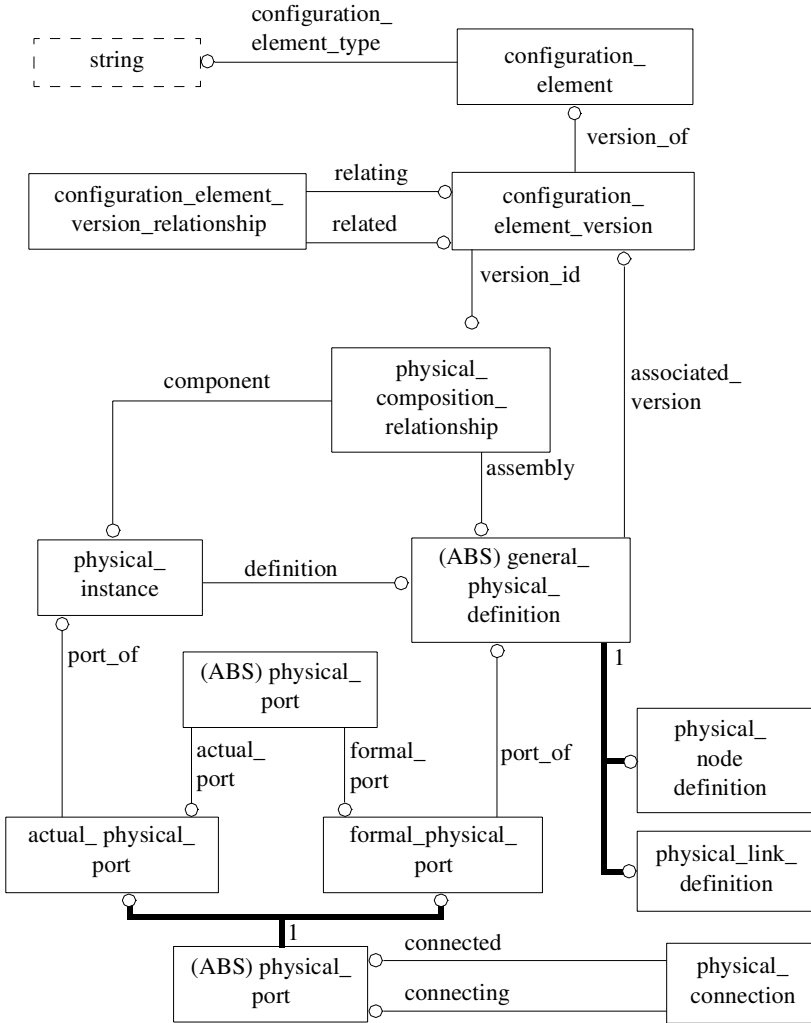 configuration_
element_type
string
configuration_
element
version_of
configuration_element_
version_relationship
relating
related
configuration_
element_version
version_id
component
physical_
composition_
relationship
associated_
version
assembly
physical_
instance
definition
(ABS) general_
physical_
definition
port_of
(ABS) physical_
port
1
actual_
port
formal_
port
port_of
physical_
node
definition
actual_ physical_
port
formal_physical_
port
physical_link_
definition
1
(ABS) physical_
port
connected
connecting
physical_
connection